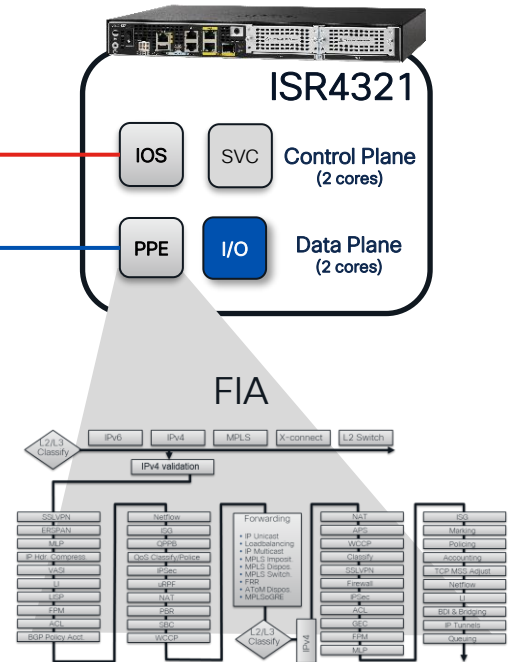 ISR4321
IOS
SVC
Control Plane
(2 cores)
PPE
I/O
Data Plane
(2 cores)
FIA
L2/L3
Classify
IPv6
IPv4
MPLS
X-connect
L2 Switch
IPv4 validation
SSLVPN
ERSPAN
MLP
IP Hdr. Compress.
VASI
LI
LISP
FPM
ACL
BGP Policy Acct.
Netflow
ISG
QPPB
QoS Classify/Police
IPSec
uRPF
NAT
PBR
SBC
WCCP
Forwarding
• IP Unicast
• Loadbalancing
• IP Multicast
• MPLS Imposit.
• MPLS Dispos.
• MPLS Switch.
• FRR
• AToM Dispos.
• MPLSoGRE
L2/L3
Classify
IPv4
NAT
APS
WCCP
Classify
SSLVPN
Firewall
IPSec
ACL
GEC
FPM
MLP
ISG
Marking
Policing
Accounting
TCP MSS Adjust
Netflow
LI
BDI & Bridging
IP Tunnels
Queuing